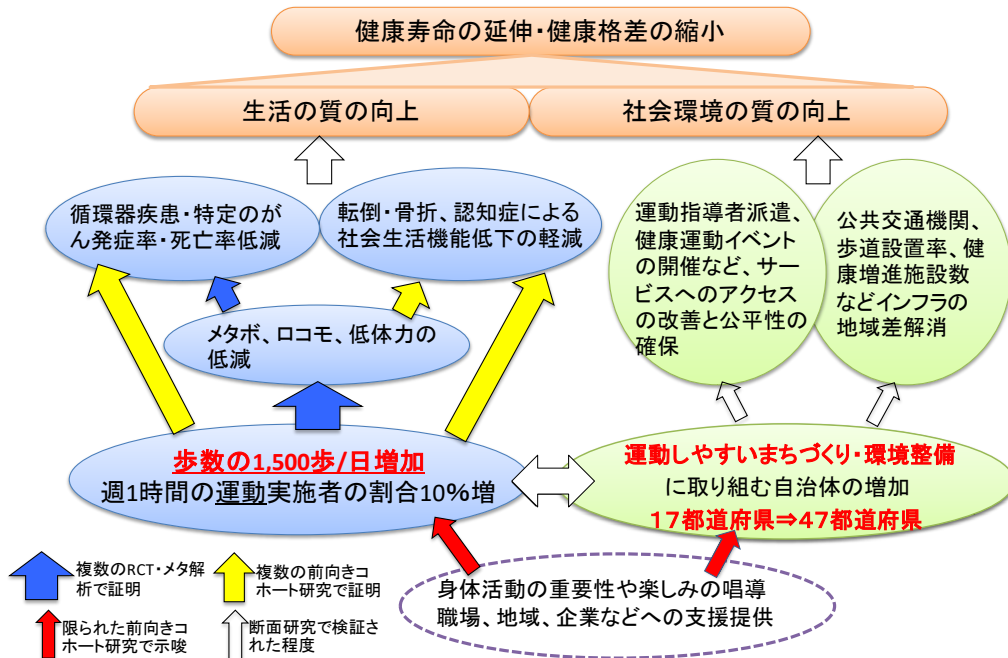 健康寿命の延伸・健康格差の縮小
生活の質の向上
社会環境の質の向上
循環器疾患・特定のが
ん発症率・死亡率低減
転倒・骨折、認知症による
社会生活機能低下の軽減
運動指導者派遣、
健康運動イベント
の開催など、サー
ビスへのアクセス
の改善と公平性の
確保
公共交通機関、
歩道設置率、健
康増進施設数
などインフラの
地域差解消
メタボ、ロコモ、低体力の
低減
歩数の1,500歩/日増加
週1時間の運動実施者の割合10%増
運動しやすいまちづくり・環境整備
に取り組む自治体の増加
17都道府県⇒47都道府県
身体活動の重要性や楽しみの唱導
職場、地域、企業などへの支援提供
複数のRCT・メタ解
析で証明
複数の前向きコ
ホート研究で証明
限られた前向きコ
ホート研究で示唆
断面研究で検証さ
れた程度